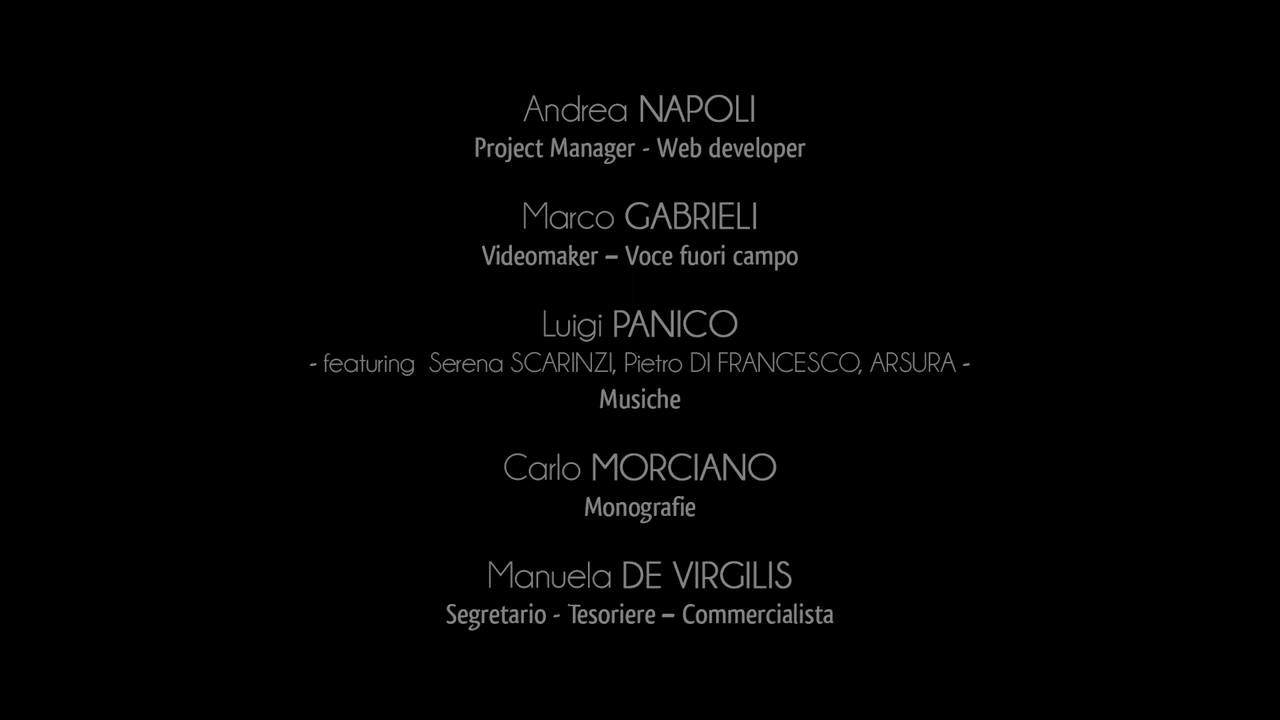 Andrea NAPOLI
Project Manager - Web developer
Marco GABRIELI
Videomaker – Voce fuori campo
Luigi PANICO
- featuring Serena SCARINZI, Pietro DI FRANCESCO, ARSURA -
Musiche
Carlo MORCIANO
Monografie
Manuela DE VIRGILIS
Segretario - Tesoriere – Commercialista